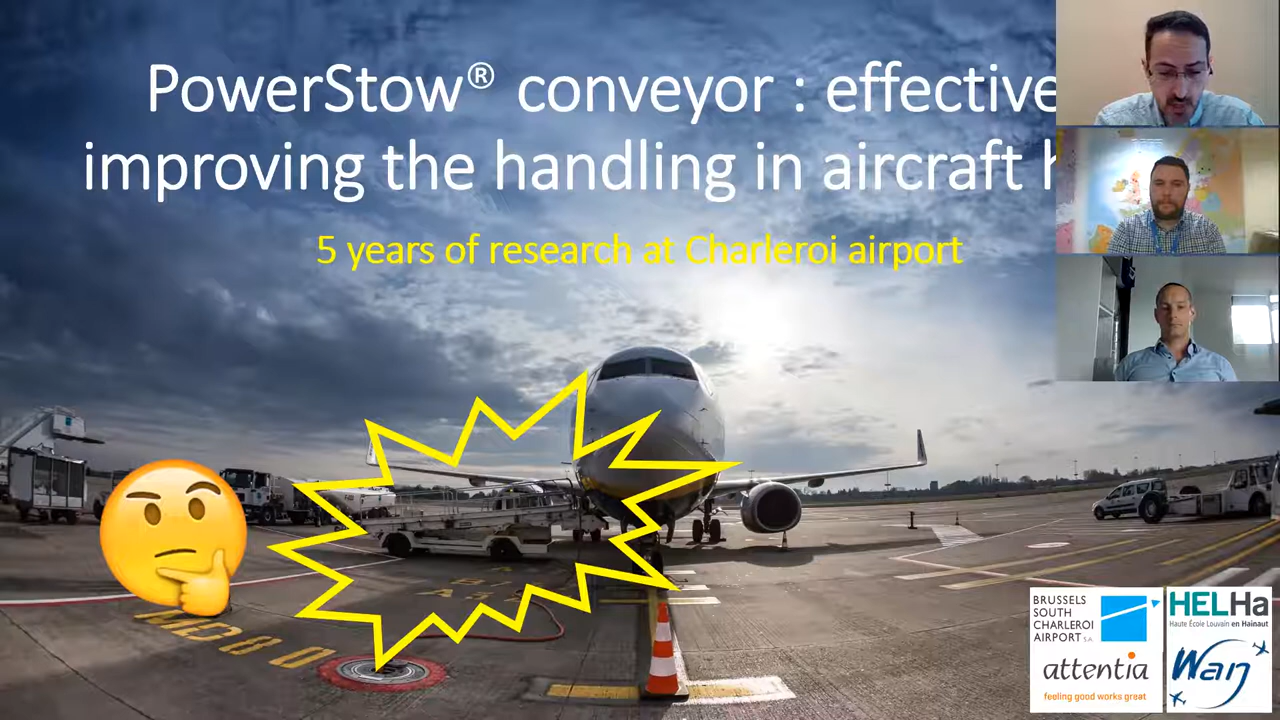 PowerStow® conveyor : effective
improving the handling in aircraft h
5 years of research at Charleroi airport
BRUSSELS
SOUTH
CHARLEROI
AIRPORT S.A.
HELHa
Haute École Louvain en Hainaut
attentia
feeling good works great
Wan